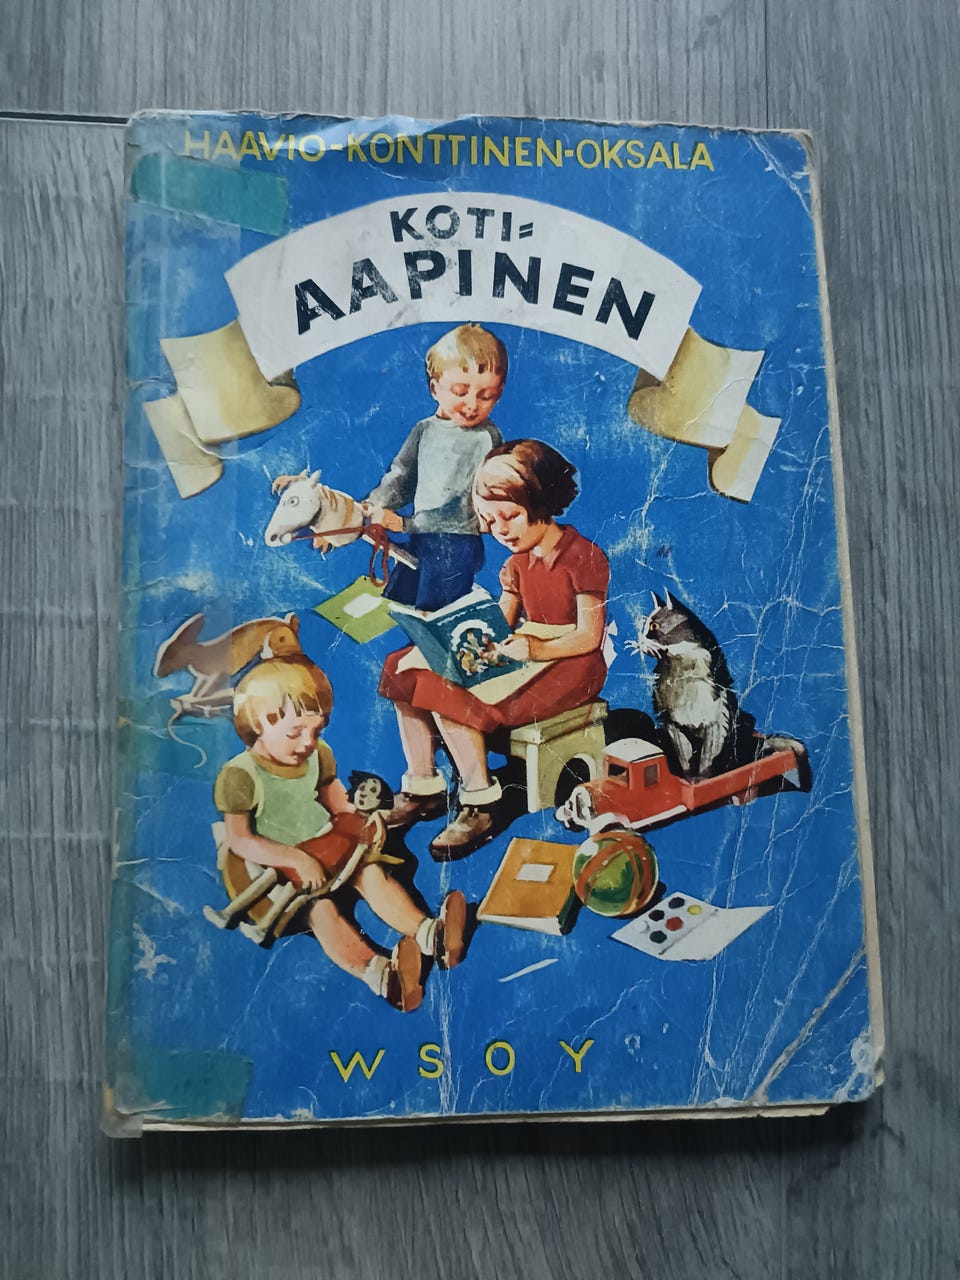 HAAVIO-KONTTINEN-OKSALA
KOTI=
AAPINEN
WSOY